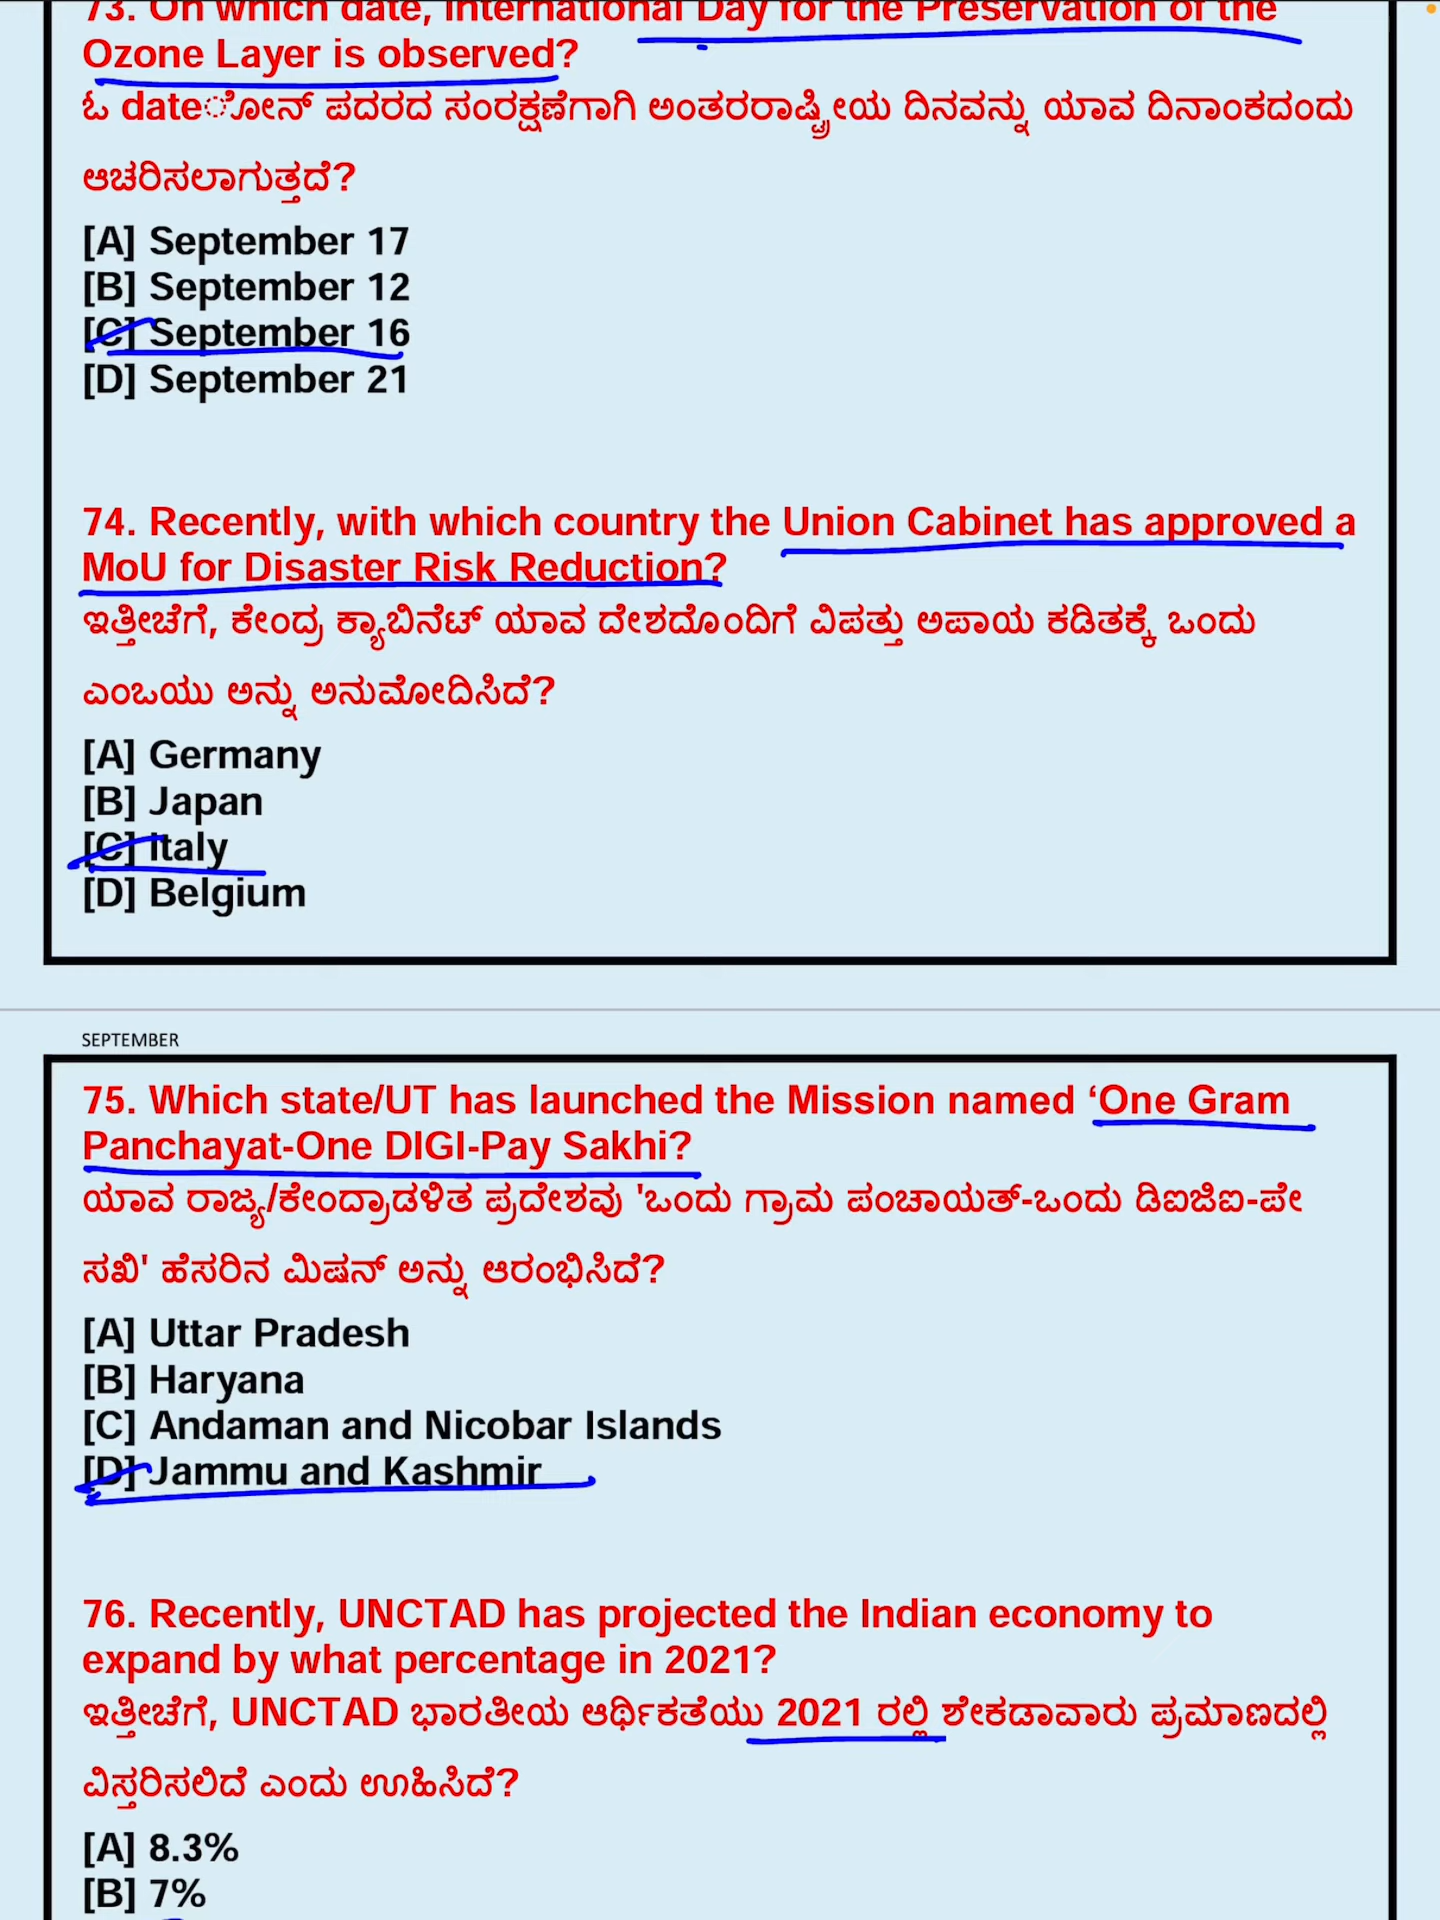 73. On which date, International Day for the Preservation of the
Ozone Layer is observed?
ಓ dateೋನ್ ಪದರದ ಸಂರಕ್ಷಣೆಗಾಗಿ ಅಂತರರಾಷ್ಟ್ರೀಯ ದಿನವನ್ನು ಯಾವ ದಿನಾಂಕದಂದು
ಆಚರಿಸಲಾಗುತ್ತದೆ?
[A] September 17
[B] September 12
[C] September 16
[D] September 21
74. Recently, with which country the Union Cabinet has approved a
MoU for Disaster Risk Reduction?
ಇತ್ತೀಚೆಗೆ, ಕೇಂದ್ರ ಕ್ಯಾಬಿನೆಟ್ ಯಾವ ದೇಶದೊಂದಿಗೆ ವಿಪತ್ತು ಅಪಾಯ ಕಡಿತಕ್ಕೆ ಒಂದು
ಎಂಒಯು ಅನ್ನು ಅನುಮೋದಿಸಿದೆ?
[A] Germany
[B] Japan
[C] Italy
[D] Belgium
SEPTEMBER
75. Which state/UT has launched the Mission named ‘One Gram
Panchayat-One DIGI-Pay Sakhi?
ಯಾವ ರಾಜ್ಯ/ಕೇಂದ್ರಾಡಳಿತ ಪ್ರದೇಶವು 'ಒಂದು ಗ್ರಾಮ ಪಂಚಾಯತ್-ಒಂದು ಡಿಐಜಿಐ-ಪೇ
ಸಖಿ' ಹೆಸರಿನ ಮಿಷನ್ ಅನ್ನು ಆರಂಭಿಸಿದೆ?
[A] Uttar Pradesh
[B] Haryana
[C] Andaman and Nicobar Islands
[D] Jammu and Kashmir
76. Recently, UNCTAD has projected the Indian economy to
expand by what percentage in 2021?
ಇತ್ತೀಚೆಗೆ, UNCTAD ಭಾರತೀಯ ಆರ್ಥಿಕತೆಯು 2021 ರಲ್ಲಿ ಶೇಕಡಾವಾರು ಪ್ರಮಾಣದಲ್ಲಿ
ವಿಸ್ತರಿಸಲಿದೆ ಎಂದು ಊಹಿಸಿದೆ?
[A] 8.3%
[B] 7%